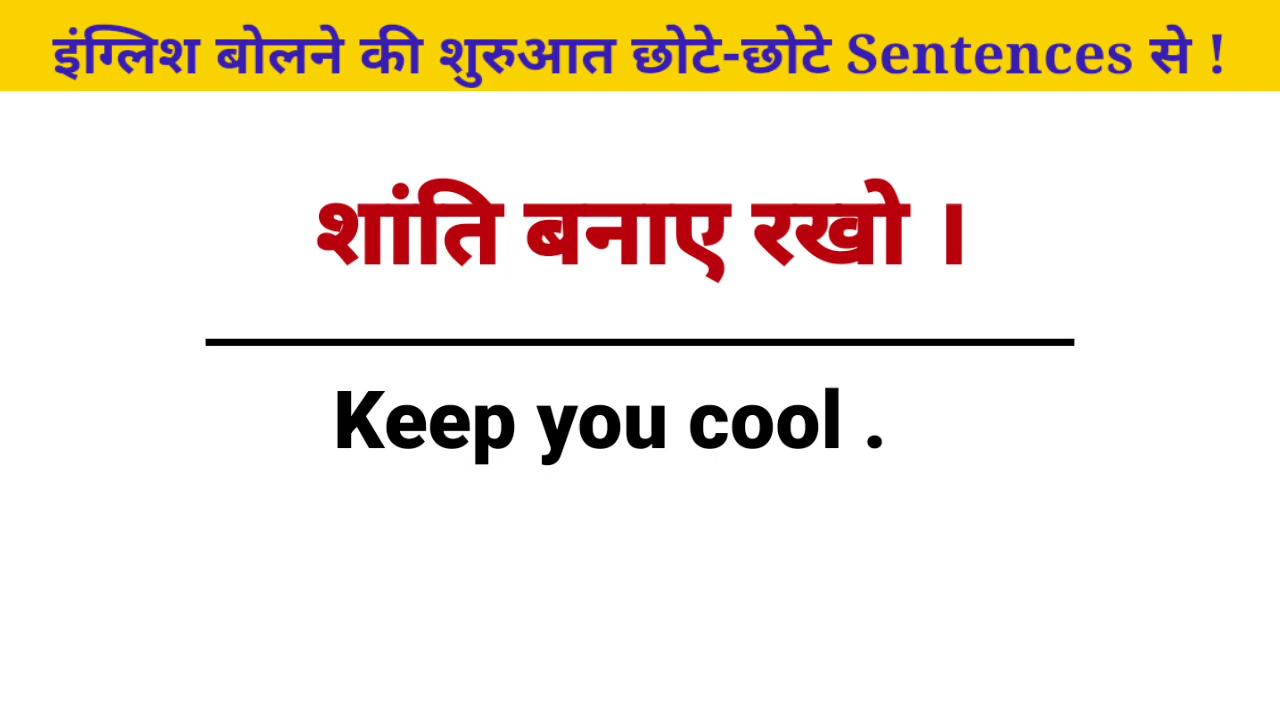 इंग्लिश बोलने की शुरुआत छोटे-छोटे Sentences से !
शांति बनाए रखो ।
Keep you cool .